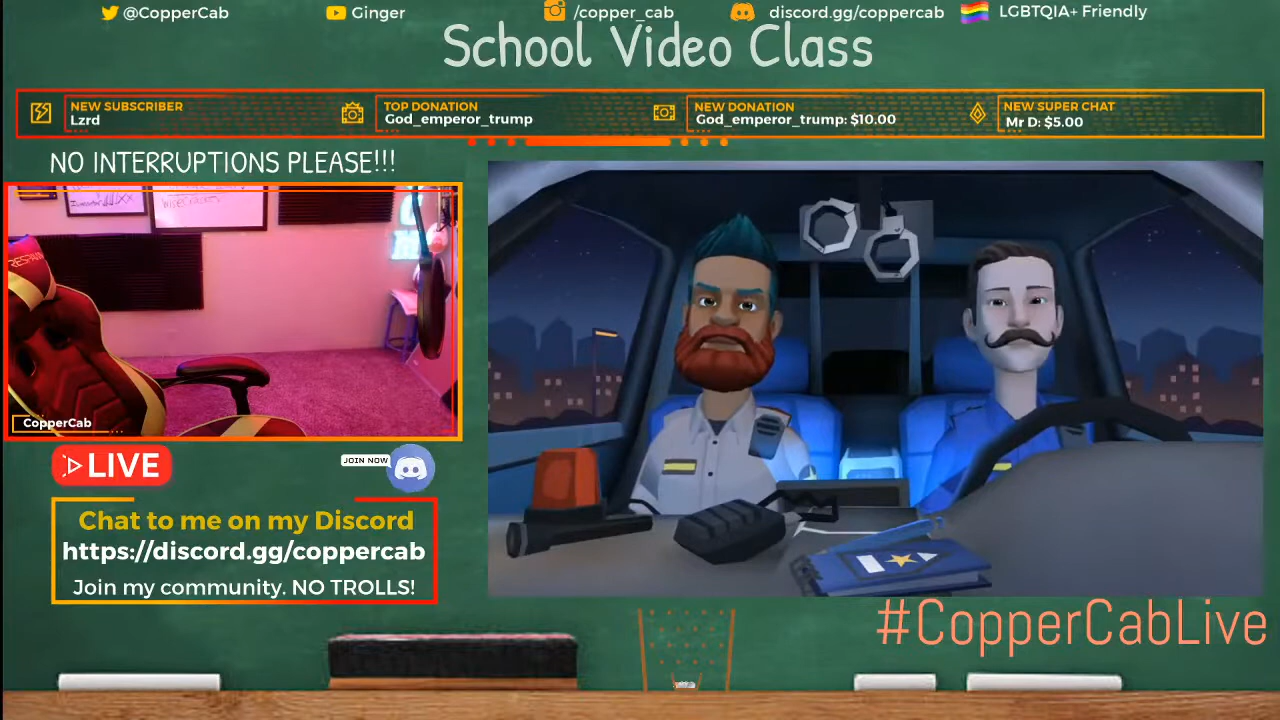 @CopperCab
Ginger
/copper_cab
discord.gg/coppercab
LGBTQIA+ Friendly
School Video Class
NEW SUBSCRIBER
Lzrd
TOP DONATION
God_emperor_trump
NEW DONATION
God_emperor_trump: $10.00
NEW SUPER CHAT
Mr D: $5.00
NO INTERRUPTIONS PLEASE!!!
CopperCab
LIVE
JOIN NOW
Chat to me on my Discord
https://discord.gg/coppercab
Join my community. NO TROLLS!
#CopperCabLive